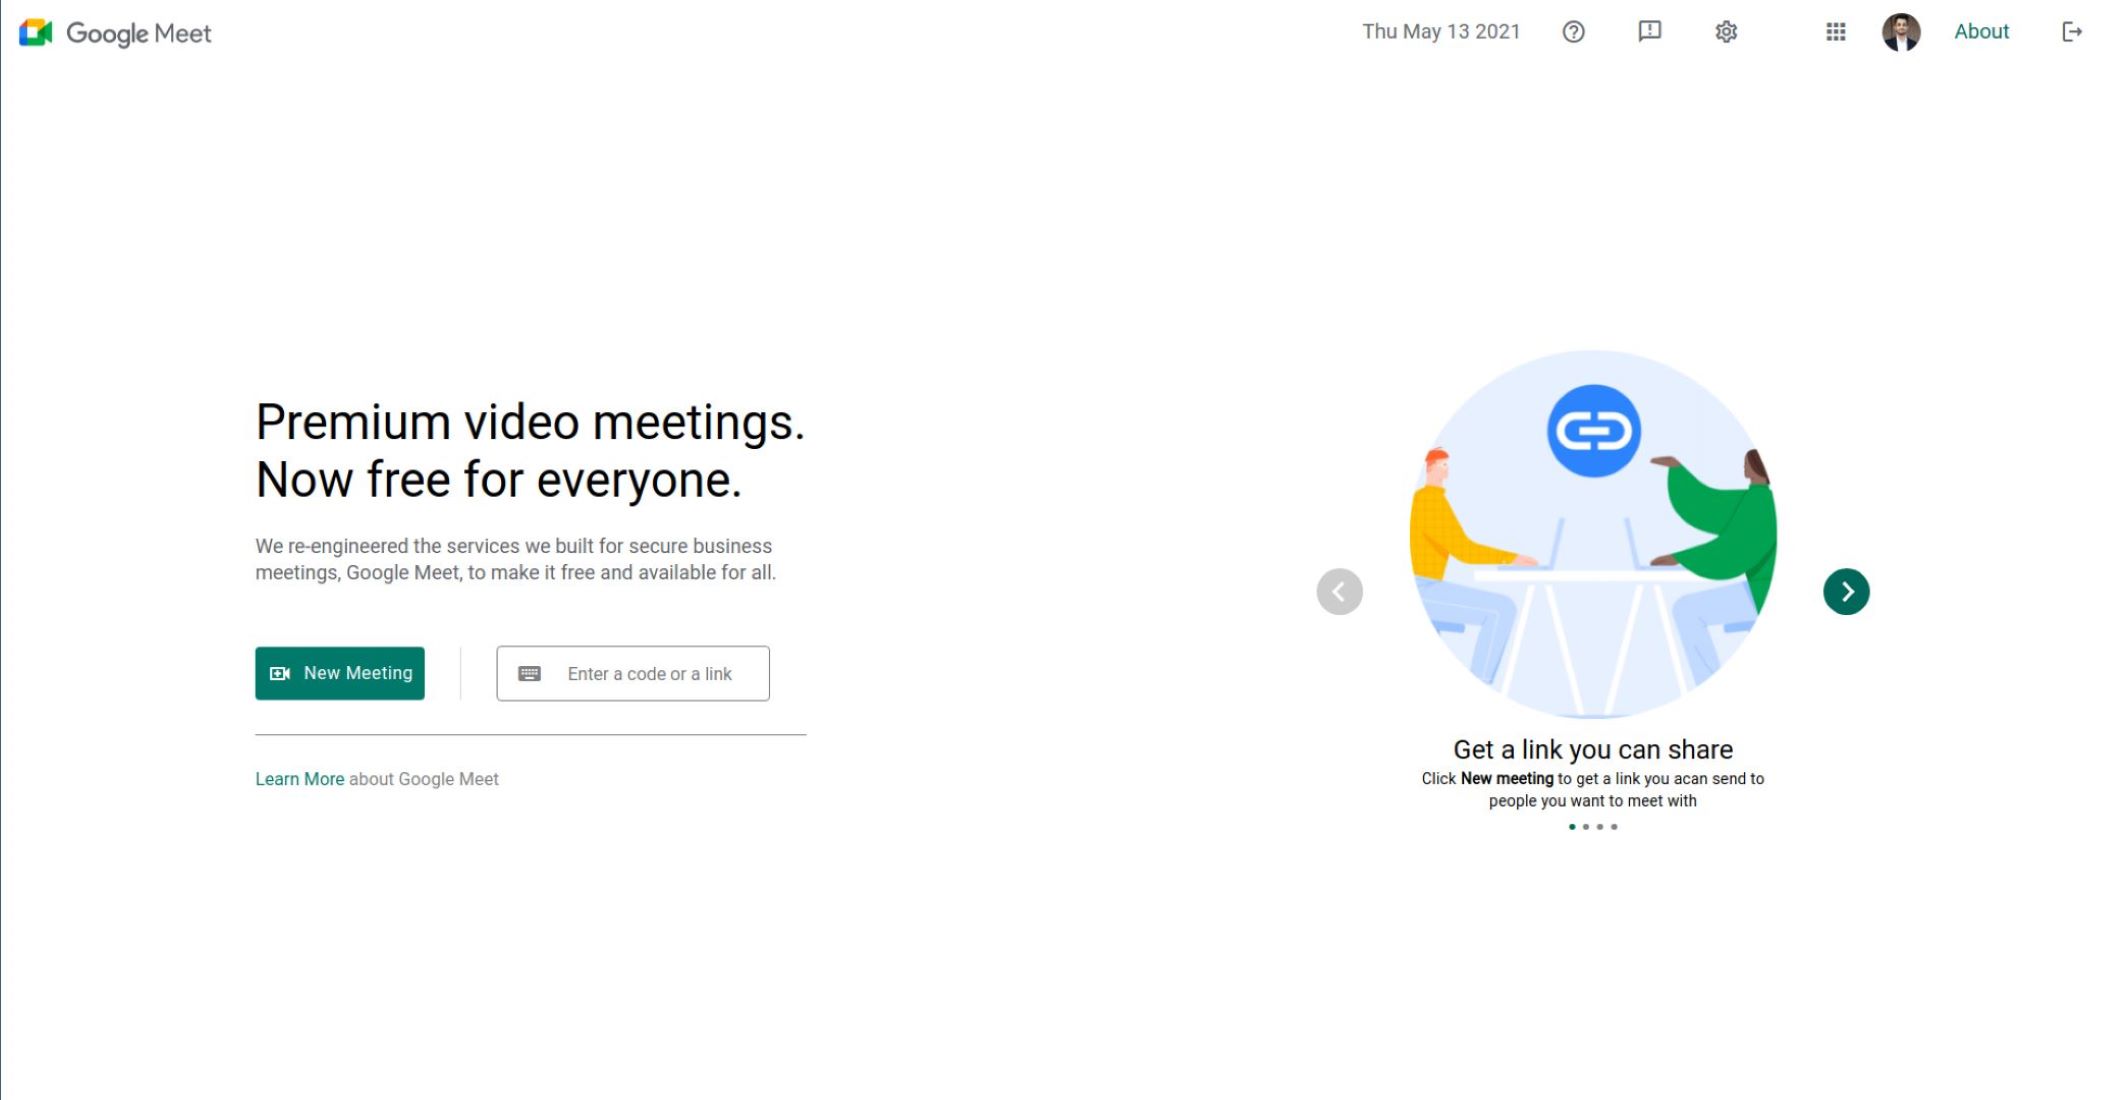 Google Meet
Thu May 13 2021
About
Premium video meetings.
Now free for everyone.
We re-engineered the services we built for secure business
meetings, Google Meet, to make it free and available for all.
New Meeting
Enter a code or a link
Learn More about Google Meet
Get a link you can share
Click New meeting to get a link you acan send to
people you want to meet with